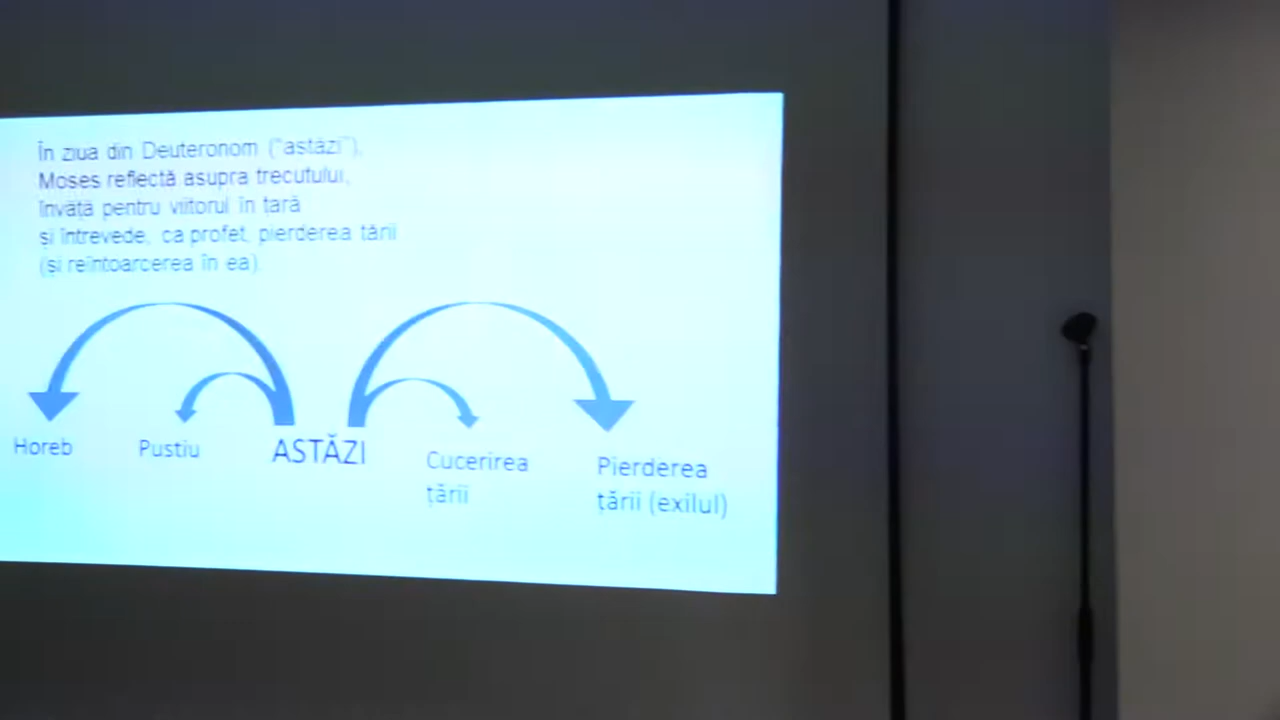 În ziua din Deuteronom ("astăzi"),
Moses reflectă asupra trecutului,
învăță pentru viitorul în țară
și întrevede, ca profet, pierderea țării
(și reîntoarcerea în ea).
Horeb
Pustiu
ASTĂZI
Cucerirea
țării
Pierderea
țării (exilul)